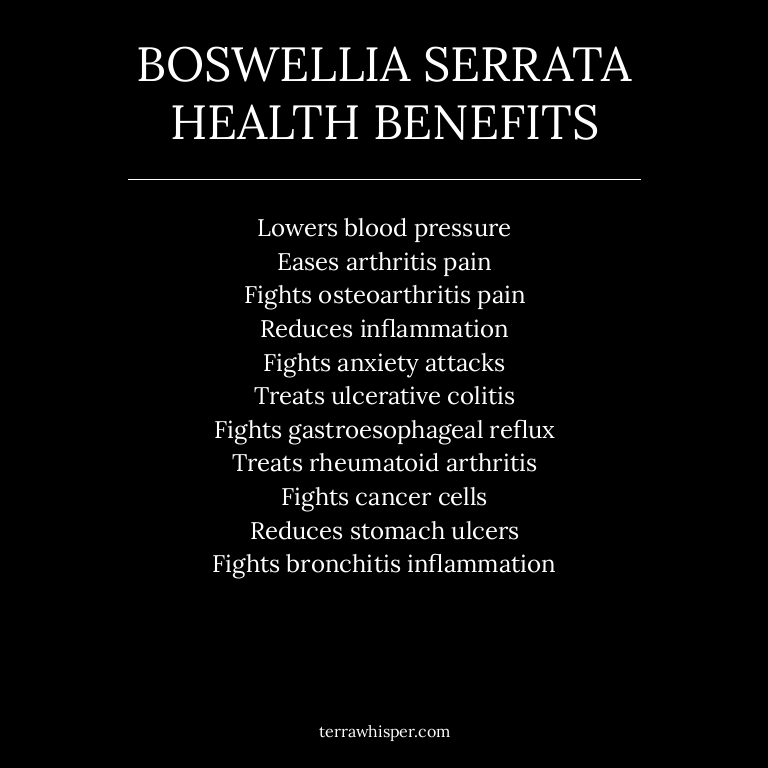 BOSWELLIA SERRATA
HEALTH BENEFITS
Lowers blood pressure
Eases arthritis pain
Fights osteoarthritis pain
Reduces inflammation
Fights anxiety attacks
Treats ulcerative colitis
Fights gastroesophageal reflux
Treats rheumatoid arthritis
Fights cancer cells
Reduces stomach ulcers
Fights bronchitis inflammation
terrawhisper.com